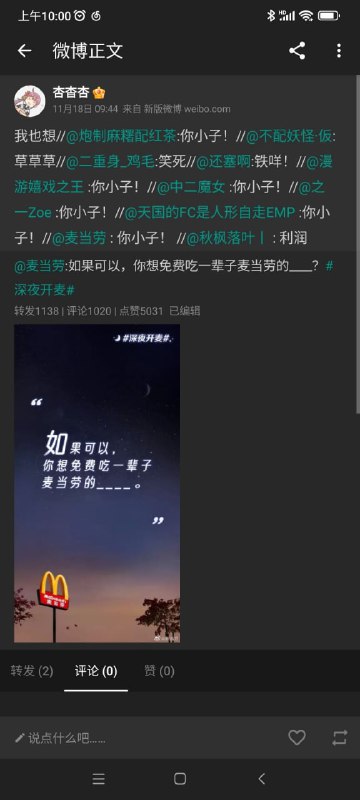 上午10:00
微博正文
杏杳杏
11月18日 09:44 来自 新版微博 weibo.com
我也想//@炮制麻糬配红茶:你小子！//@不配妖怪·仮:
草草草//@二重身_鸡毛:笑死//@还塞啊:铁咩！//@漫
游嬉戏之王 :你小子！//@中二魔女 :你小子！//@之
一Zoe :你小子！//@天国的FC是人形自走EMP :你小
子！//@麦当劳 : 你小子！ //@秋枫落叶丨 : 利润
@麦当劳:如果可以，你想免费吃一辈子麦当劳的____？#
深夜开麦#
转发1138 | 评论1020 | 点赞5031 已编辑
#深夜开麦#
“
如果可以，
你想免费吃一辈子
麦当劳的____。
”
麦当劳
转发 (2) 评论 (0) 赞 (0)
说点什么吧……